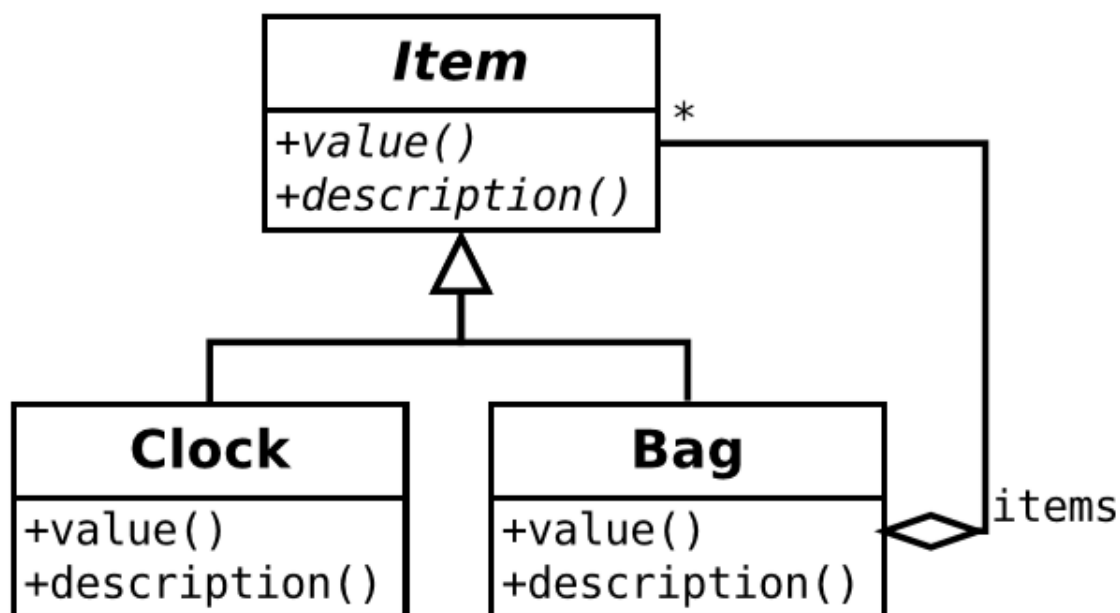 Item
*
+value()
+description()
Clock
Bag
+value()
+description()
+value()
+description()
items